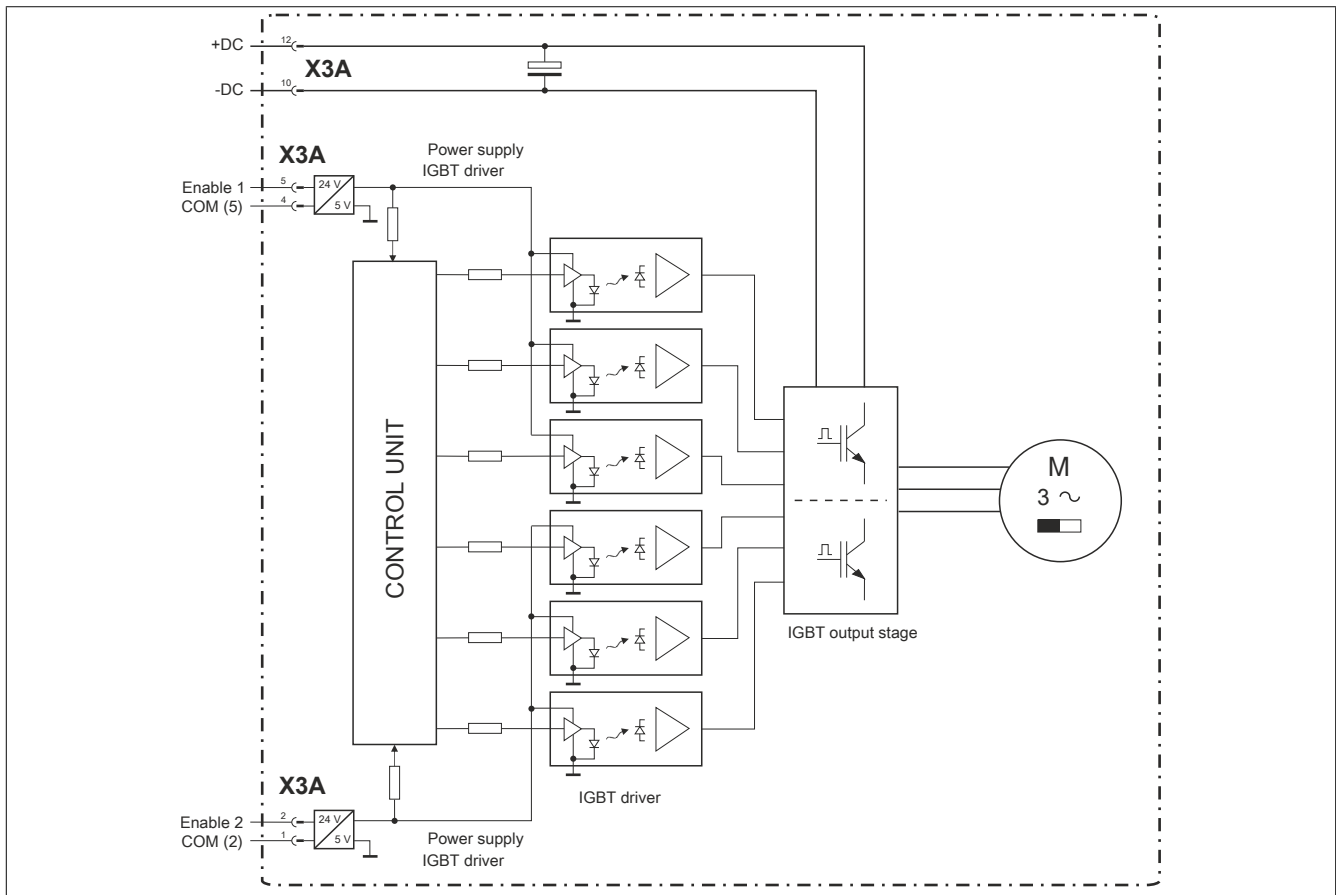 +DC
12
X3A
-DC
10
X3A
Power supply
IGBT driver
Enable 1
5
24 V
COM (5)
4
5 V
CONTROL UNIT
M
3 ~
IGBT output stage
X3A
IGBT driver
Enable 2
2
24 V
COM (2)
1
5 V
Power supply
IGBT driver